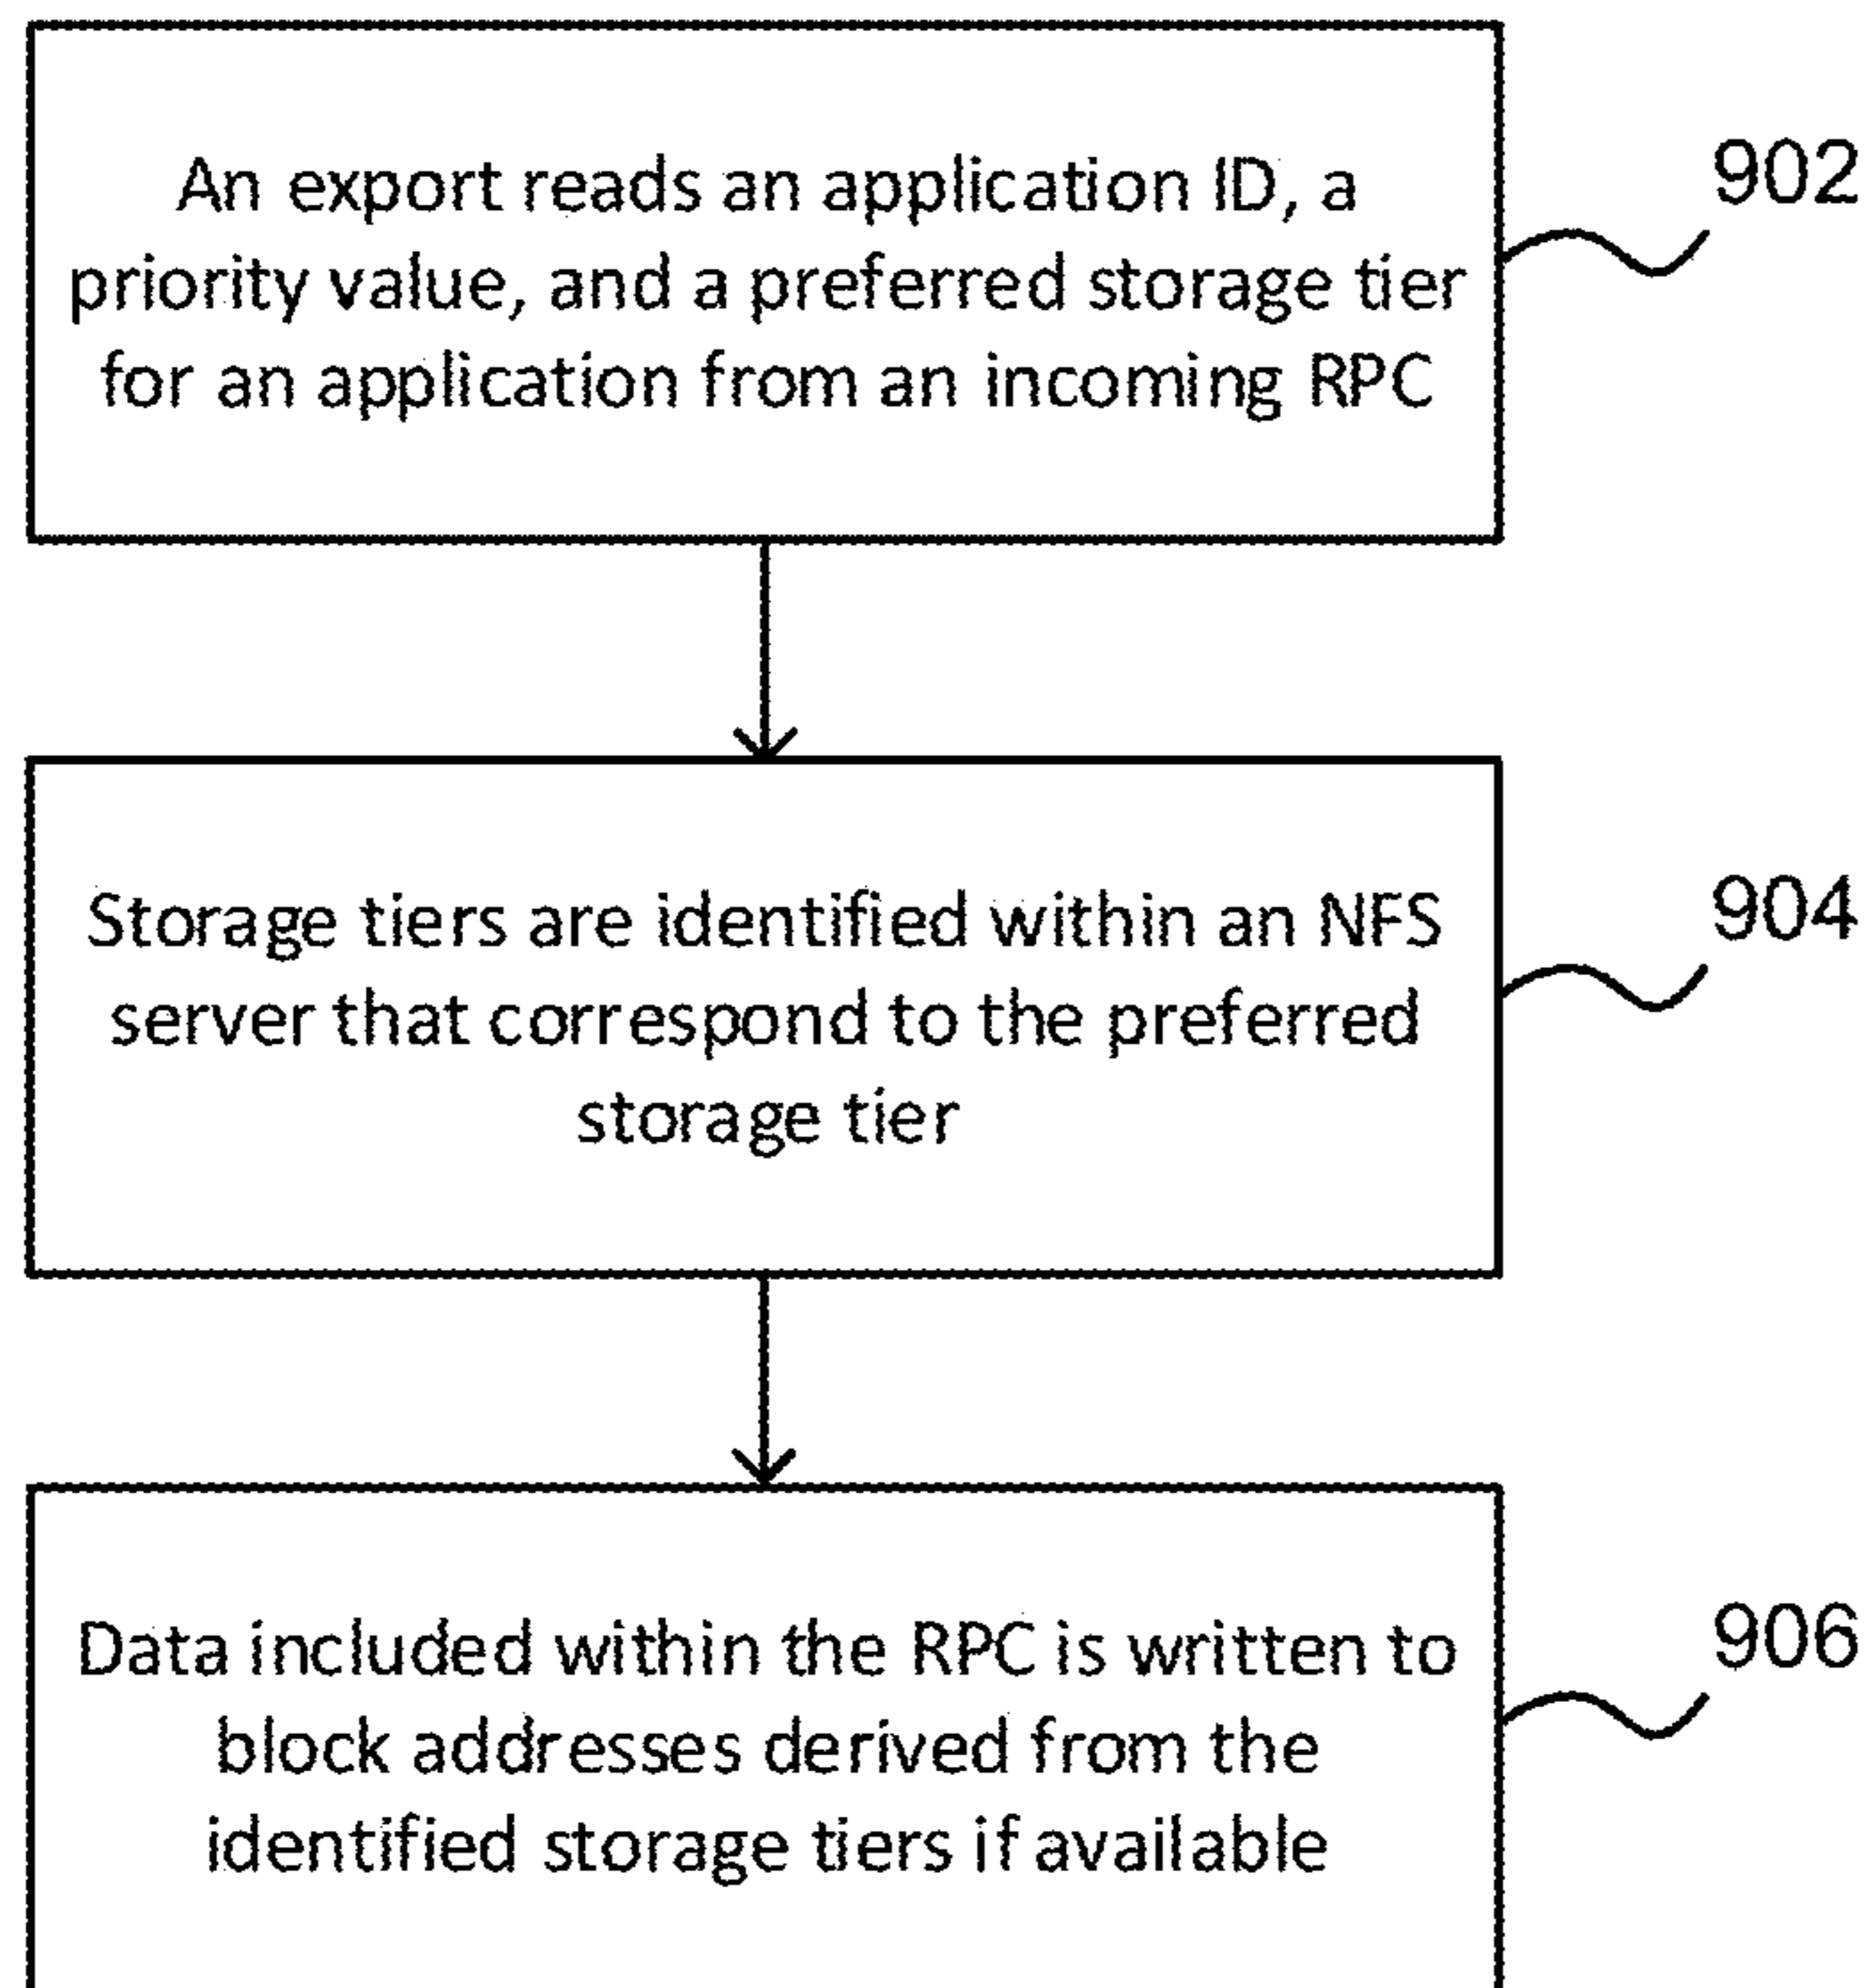 An export reads an application ID, a
priority value, and a preferred storage tier
for an application from an incoming RPC
902
Storage tiers are identified within an NFS
server that correspond to the preferred
storage tier
904
Data included within the RPC is written to
block addresses derived from the
identified storage tiers if available
906